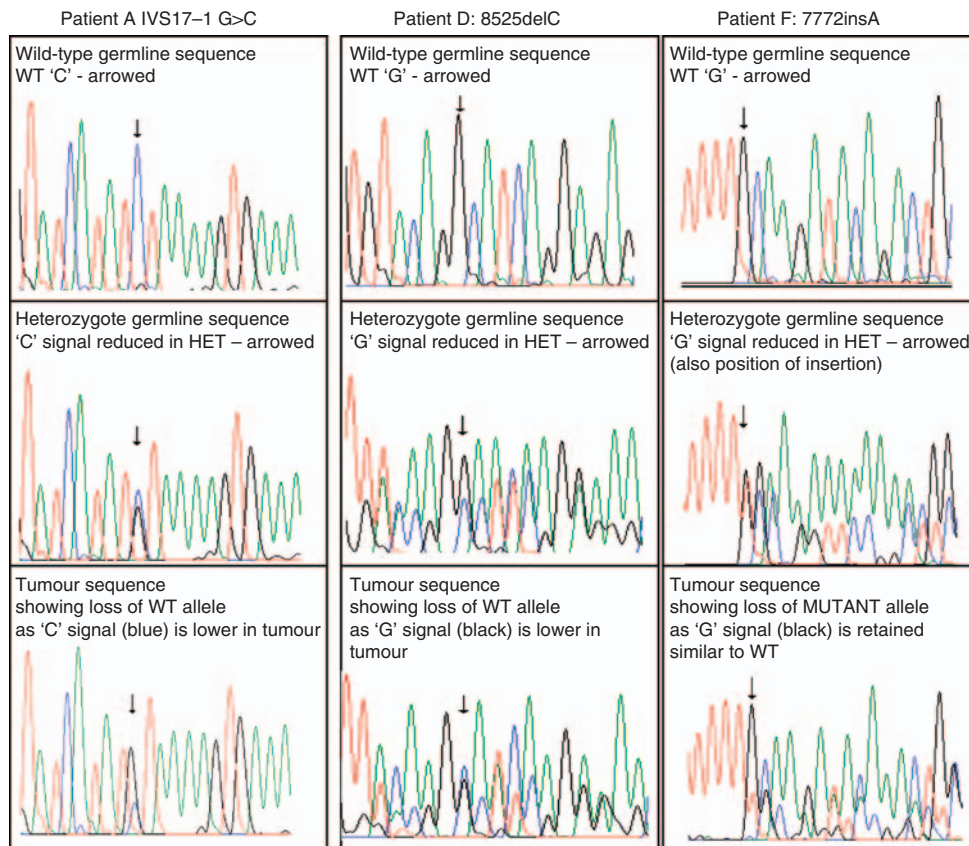 Patient A IVS17–1 G>C
Patient D: 8525delC
Patient F: 7772insA
Wild-type germline sequence
WT ‘C’ - arrowed
Wild-type germline sequence
WT ‘G’ - arrowed
Wild-type germline sequence
WT ‘G’ - arrowed
Heterozygote germline sequence
‘C’ signal reduced in HET – arrowed
Heterozygote germline sequence
‘G’ signal reduced in HET – arrowed
Heterozygote germline sequence
‘G’ signal reduced in HET – arrowed
(also position of insertion)
Tumour sequence
showing loss of WT allele
as ‘C’ signal (blue) is lower in tumour
Tumour sequence
showing loss of WT allele
as ‘G’ signal (black) is lower in
tumour
Tumour sequence
showing loss of MUTANT allele
as ‘G’ signal (black) is retained
similar to WT